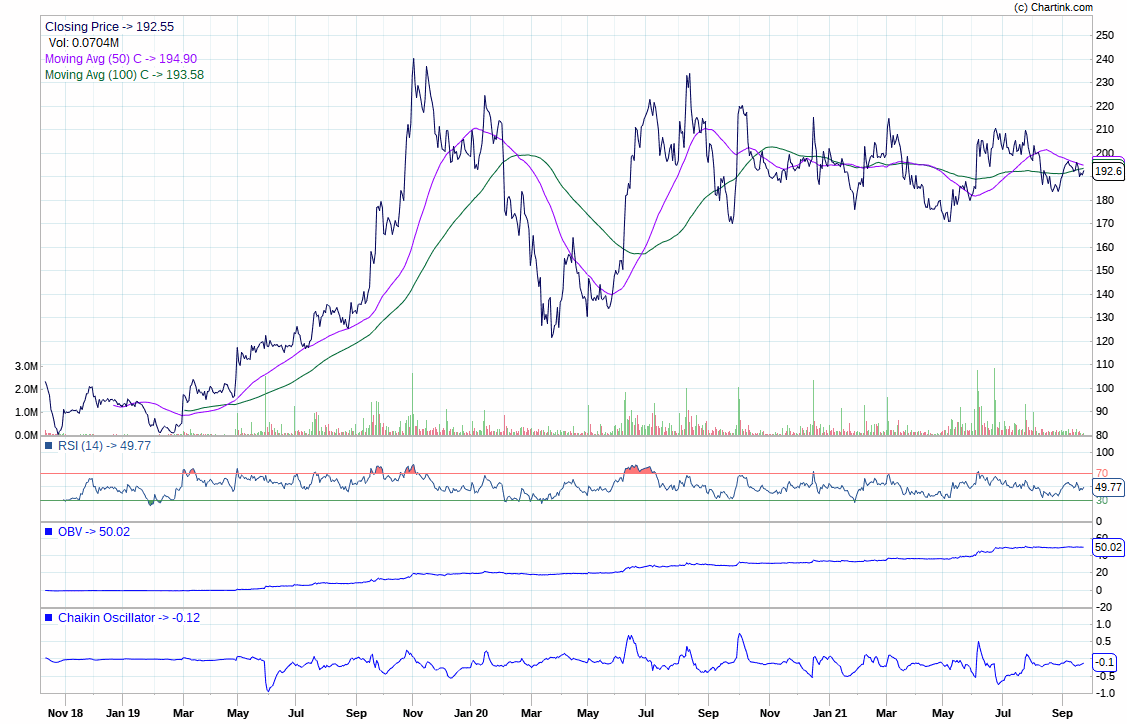 (c) Chartink.com
Closing Price -> 192.55
Vol: 0.0704M
Moving Avg (50) C -> 194.90
Moving Avg (100) C -> 193.58
250
240
230
220
210
200
192.6
180
170
160
150
140
130
120
110
100
90
80
3.0M
2.0M
1.0M
0.0M
RSI (14) -> 49.77
100
70
49.77
30
0
OBV -> 50.02
60
50.02
20
0
-20
Chaikin Oscillator -> -0.12
1.0
0.5
-0.1
-0.5
-1.0
Nov 18 Jan 19 Mar May Jul Sep Nov Jan 20 Mar May Jul Sep Nov Jan 21 Mar May Jul Sep